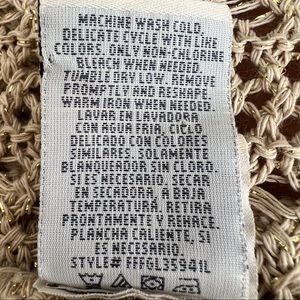 MACHINE WASH COLD,
DELICATE CYCLE WITH LIKE
COLORS. ONLY NON-CHLORINE
BLEACH WHEN NEEDED.
TUMBLE DRY LOW. REMOVE
PROMPTLY AND RESHAPE.
WARM IRON WHEN NEEDED.
LAVAR EN LAVADORA
CON AGUA FRIA, CICLO
DELICADO CON COLORES
SIMILARES. SOLAMENTE
BLANQUEADOR SIN CLORO.
SI ES NECESARIO. SECAR
EN SECADORA, A BAJA
TEMPERATURA, RETIRA
PRONTAMENTE Y REHACE.
PLANCHA CALIENTE, SI
ES NECESARIO.
STYLE# FFFGL35941L